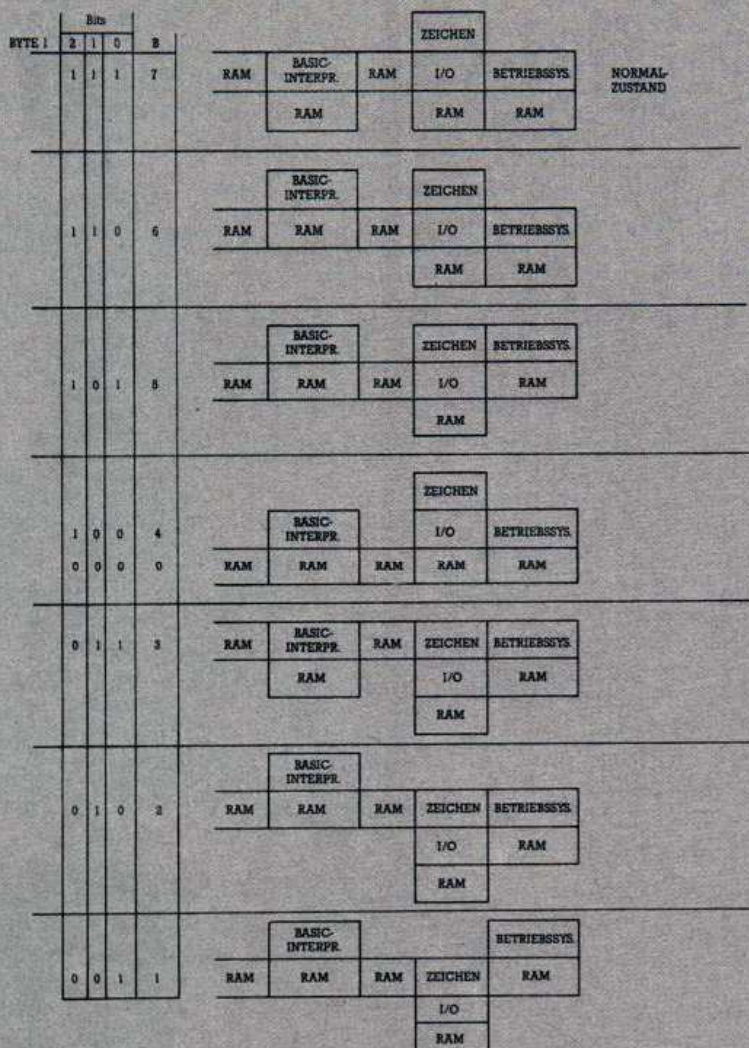 Bits
ZEICHEN
BYTE 1 2 1 0 B
1 1 1 7 RAM BASIC-INTERPR. RAM I/O BETRIEBSSYS. NORMAL-ZUSTAND
RAM RAM RAM
BASIC-INTERPR. ZEICHEN
1 1 0 6 RAM RAM RAM I/O BETRIEBSSYS.
RAM RAM
BASIC-INTERPR. ZEICHEN BETRIEBSSYS.
1 0 1 5 RAM RAM RAM I/O RAM
RAM
ZEICHEN
1 0 0 4 BASIC-INTERPR. I/O BETRIEBSSYS.
0 0 0 0 RAM RAM RAM RAM RAM
0 1 1 3 RAM BASIC-INTERPR. RAM ZEICHEN BETRIEBSSYS.
RAM I/O RAM
RAM
BASIC-INTERPR.
0 1 0 2 RAM RAM RAM ZEICHEN BETRIEBSSYS.
I/O RAM
RAM
BASIC-INTERPR. BETRIEBSSYS.
0 0 1 1 RAM RAM RAM ZEICHEN RAM
I/O
RAM